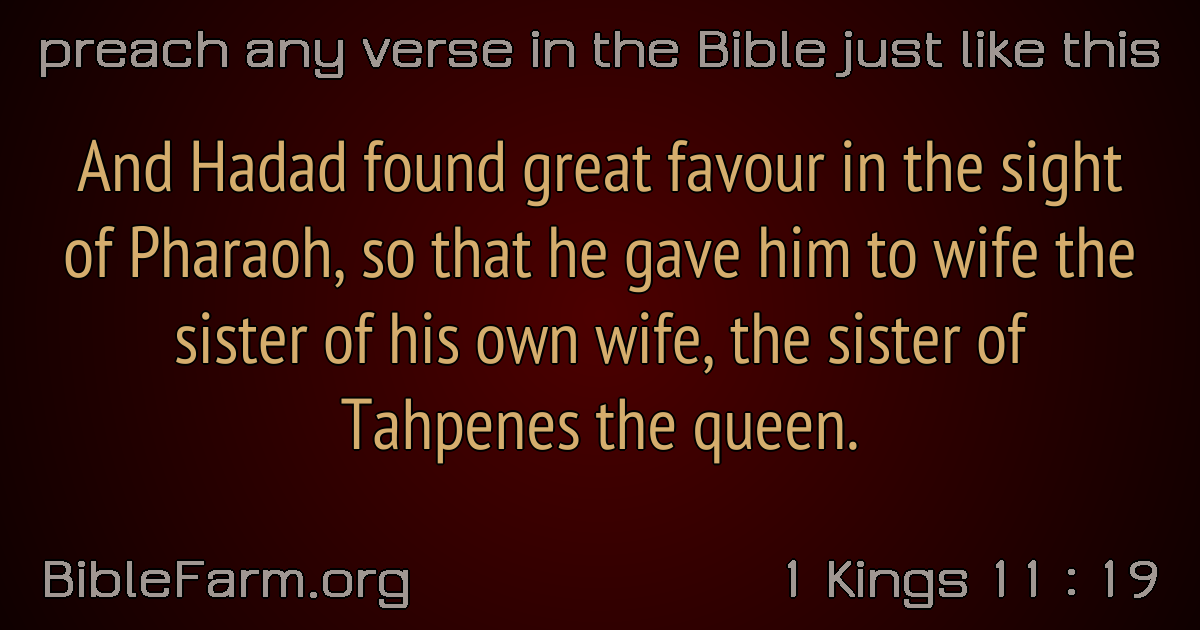 preach any verse in the Bible just like this
And Hadad found great favour in the sight
of Pharaoh, so that he gave him to wife the
sister of his own wife, the sister of
Tahpenes the queen.
BibleFarm.org
1 Kings 11 : 19